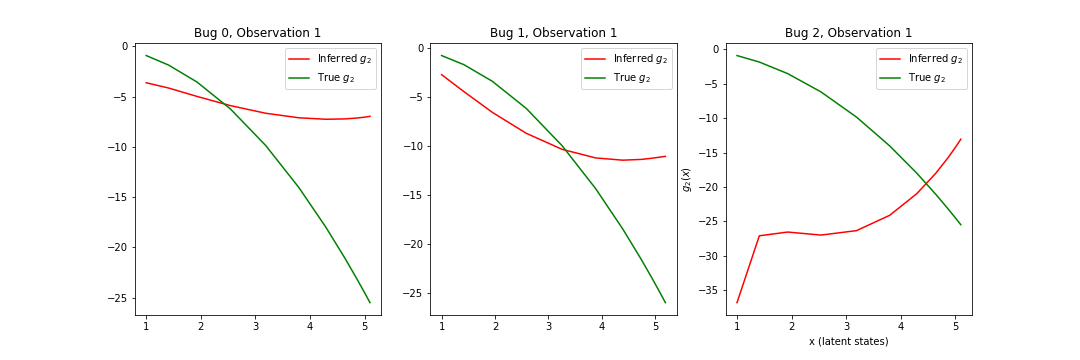 Bug 0, Observation 1
Inferred g₂
True g₂
0
−5
−10
−15
−20
−25
1 2 3 4 5
Bug 1, Observation 1
Inferred g₂
True g₂
0
−5
−10
−15
−20
−25
1 2 3 4 5
Bug 2, Observation 1
Inferred g₂
True g₂
g₂(x)
0
−5
−10
−15
−20
−25
−30
−35
1 2 3 4 5
x (latent states)